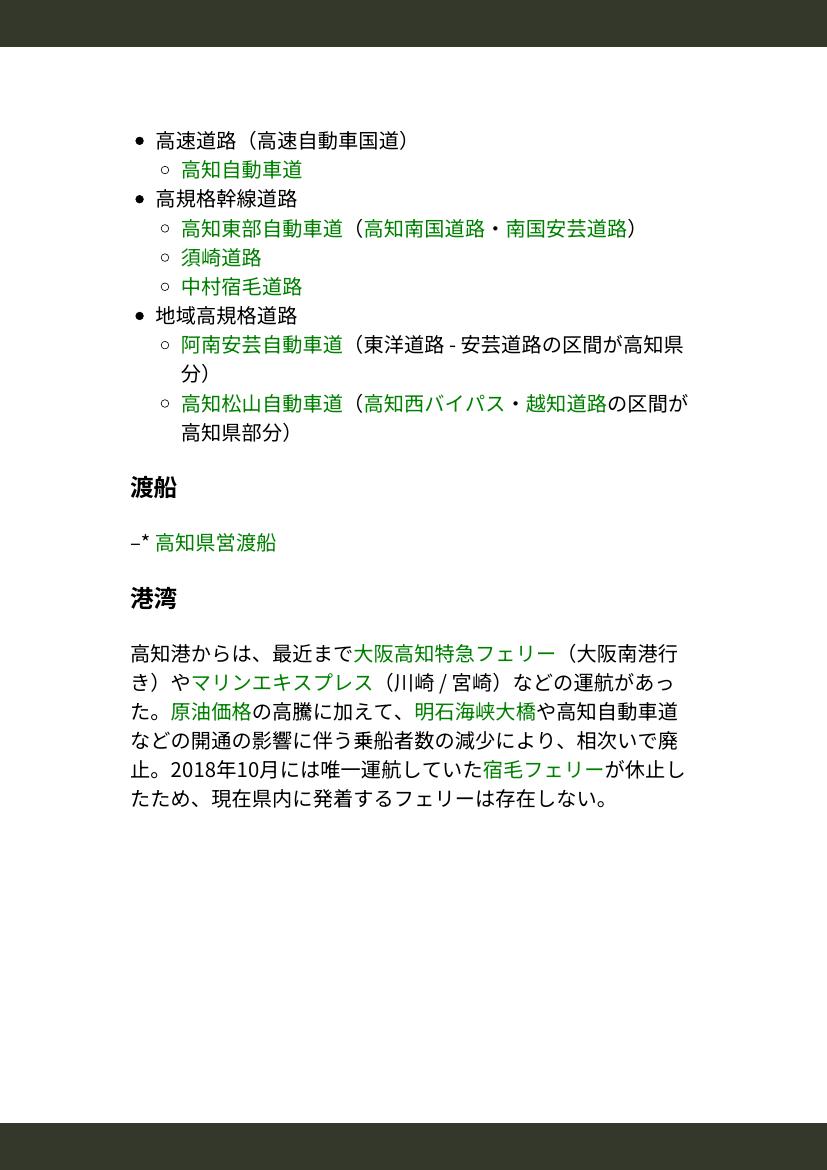 • 高速道路（高速自動車国道）
○ 高知自動車道
• 高規格幹線道路
○ 高知東部自動車道（高知南国道路・南国安芸道路）
○ 須崎道路
○ 中村宿毛道路
• 地域高規格道路
○ 阿南安芸自動車道（東洋道路 - 安芸道路の区間が高知県
分）
○ 高知松山自動車道（高知西バイパス・越知道路の区間が
高知県部分）
渡船
–* 高知県営渡船
港湾
高知港からは、最近まで大阪高知特急フェリー（大阪南港行
き）やマリンエキスプレス（川崎 / 宮崎）などの運航があっ
た。原油価格の高騰に加えて、明石海峡大橋や高知自動車道
などの開通の影響に伴う乗船者数の減少により、相次いで廃
止。2018年10月には唯一運航していた宿毛フェリーが休止し
たため、現在県内に発着するフェリーは存在しない。